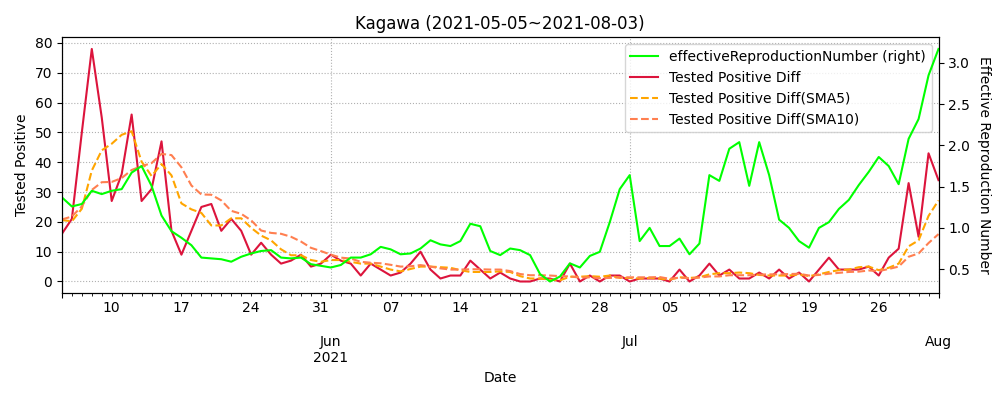 Kagawa (2021-05-05~2021-08-03)
effectiveReproductionNumber (right)
Tested Positive Diff
Tested Positive Diff(SMA5)
Tested Positive Diff(SMA10)
Tested Positive
80
70
60
50
40
30
20
10
0
3.0
2.5
2.0
1.5
1.0
0.5
Effective Reproduction Number
10 17 24 31 07 14 21 28 05 12 19 26
Jun Jul Aug
2021
Date